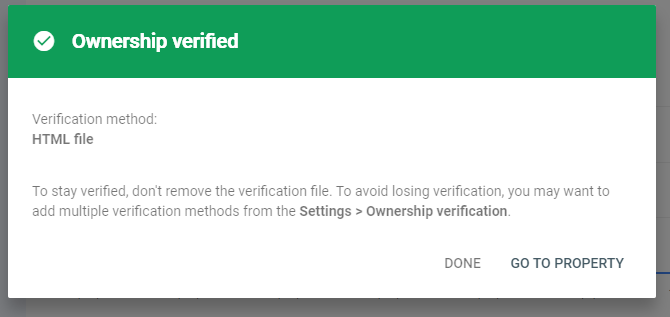 Ownership verified
Verification method:
HTML file
To stay verified, don't remove the verification file. To avoid losing verification, you may want to
add multiple verification methods from the Settings > Ownership verification.
DONE GO TO PROPERTY